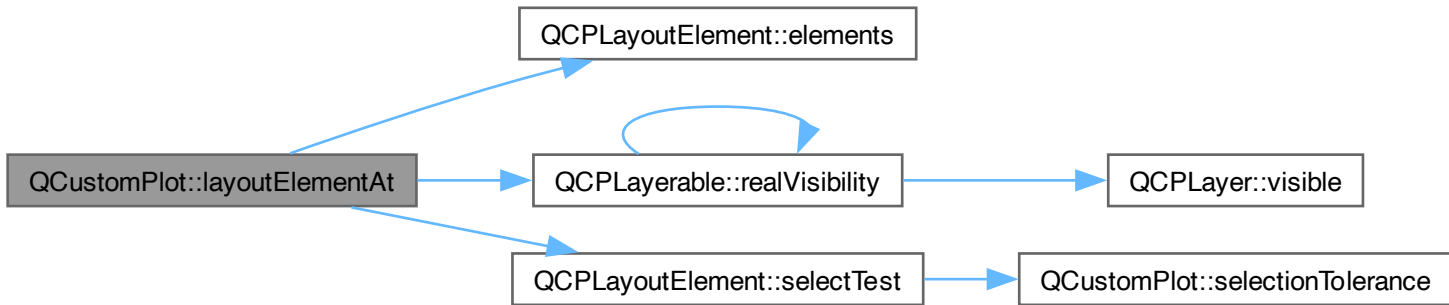 QCPLayoutElement::elements
QCustomPlot::layoutElementAt
QCPLayerable::realVisibility
QCPLayer::visible
QCPLayoutElement::selectTest
QCustomPlot::selectionTolerance